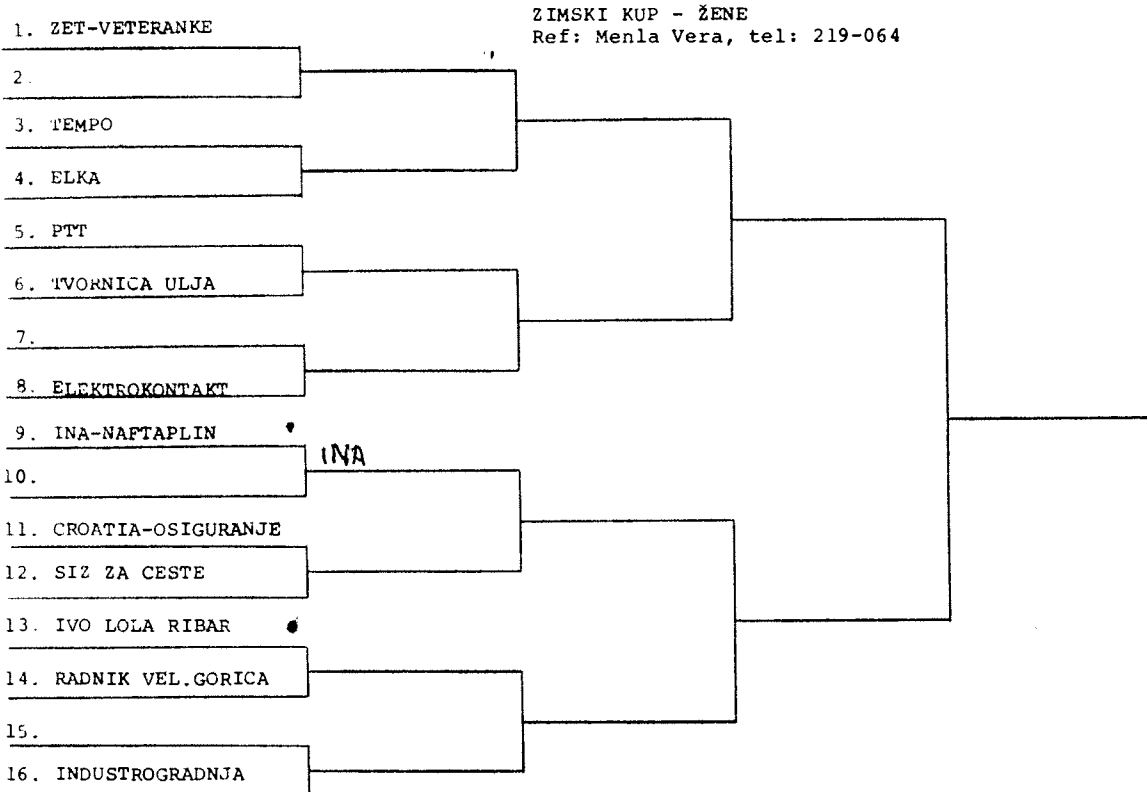 ZIMSKI KUP - ŽENE
Ref: Menla Vera, tel: 219-064
1. ZET-VETERANKE
2.
3. TEMPO
4. ELKA
5. PTT
6. TVORNICA ULJA
7.
8. ELEKTROKONTAKT
9. INA-NAFTAPLIN
INA
10.
11. CROATIA-OSIGURANJE
12. SIZ ZA CESTE
13. IVO LOLA RIBAR
14. RADNIK VEL.GORICA
15.
16. INDUSTROGRADNJA